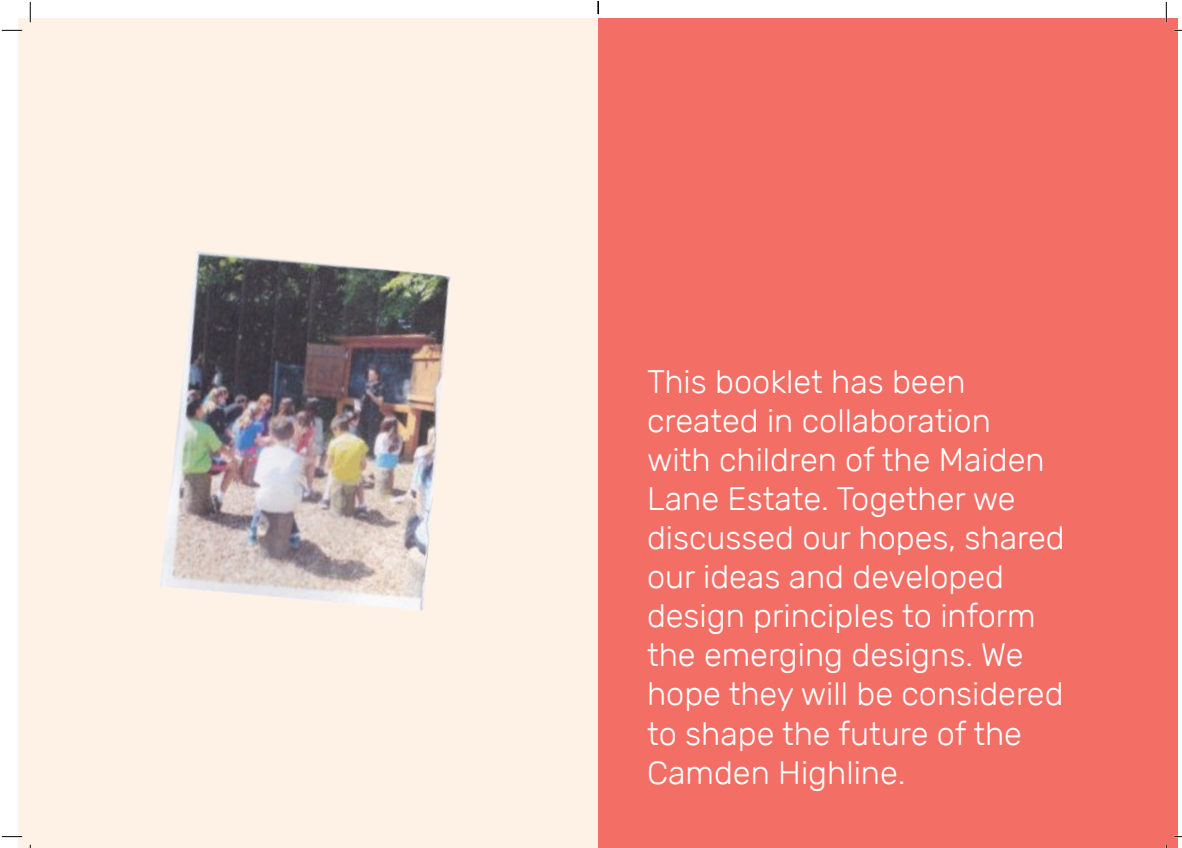 This booklet has been
created in collaboration
with children of the Maiden
Lane Estate. Together we
discussed our hopes, shared
our ideas and developed
design principles to inform
the emerging designs. We
hope they will be considered
to shape the future of the
Camden Highline.